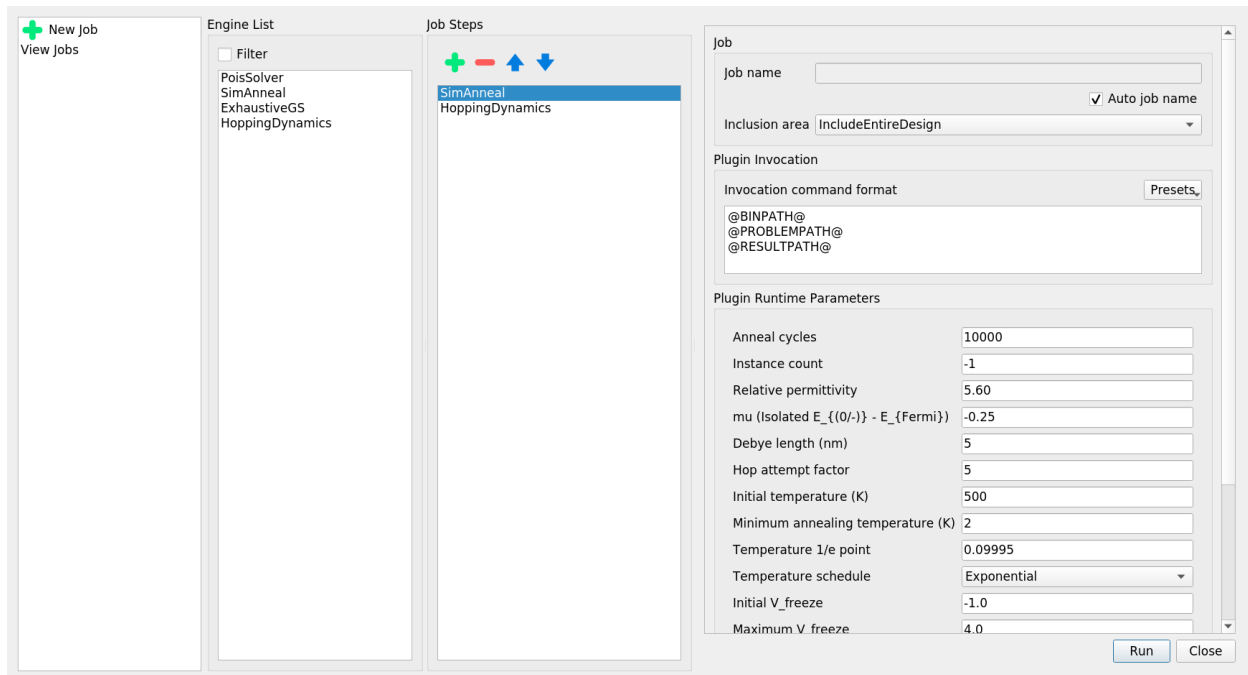 New Job
View Jobs
Engine List
Filter
PoisSolver
SimAnneal
ExhaustiveGS
HoppingDynamics
Job Steps
SimAnneal
HoppingDynamics
Job
Job name
Auto job name
Inclusion area IncludeEntireDesign
Plugin Invocation
Invocation command format Presets
@BINPATH@
@PROBLEMPATH@
@RESULTPATH@
Plugin Runtime Parameters
Anneal cycles 10000
Instance count -1
Relative permittivity 5.60
mu (Isolated E_{(0/-)} - E_{Fermi}) -0.25
Debye length (nm) 5
Hop attempt factor 5
Initial temperature (K) 500
Minimum annealing temperature (K) 2
Temperature 1/e point 0.09995
Temperature schedule Exponential
Initial V_freeze -1.0
Maximum V_freeze 4.0
Run Close